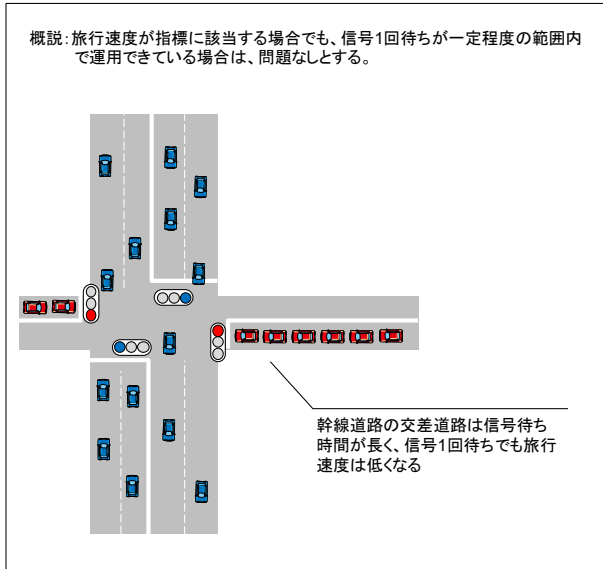 概説：旅行速度が指標に該当する場合でも、信号1回待ちが一定程度の範囲内
で運用できている場合は、問題なしとする。
幹線道路の交差道路は信号待ち
時間が長く、信号1回待ちでも旅行
速度は低くなる